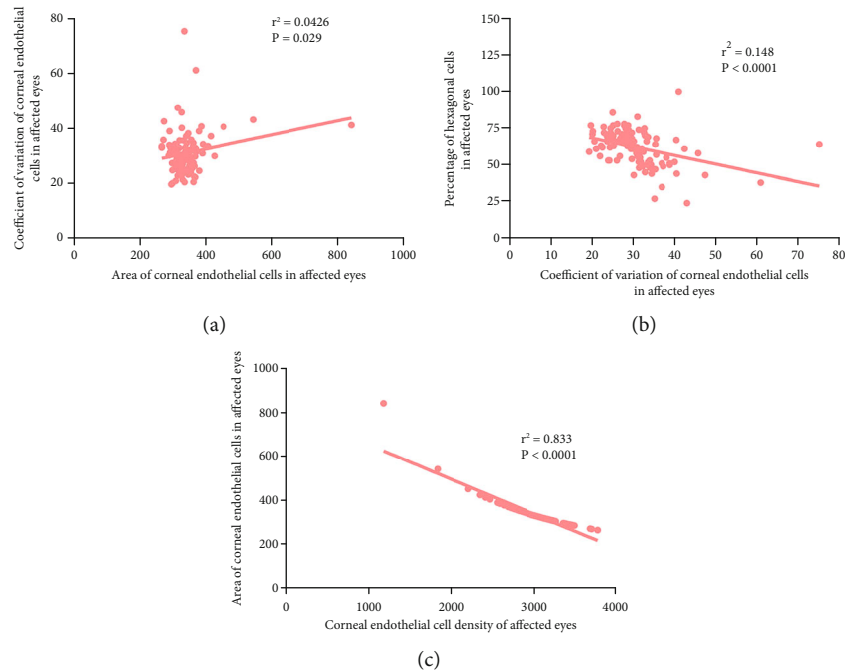 Coefficient of variation of corneal endothelial
cells in affected eyes
80
60
40
20
0
r² = 0.0426
P = 0.029
0
200
400
600
800
1000
Area of corneal endothelial cells in affected eyes
(a)
Percentage of hexagonal cells
in affected eyes
150
125
100
75
50
25
0
r² = 0.148
P < 0.0001
0
10
20
30
40
50
60
70
80
Coefficient of variation of corneal endothelial cells
in affected eyes
(b)
Area of corneal endothelial cells in affected eyes
1000
800
600
400
200
0
r² = 0.833
P < 0.0001
0
1000
2000
3000
4000
Corneal endothelial cell density of affected eyes
(c)